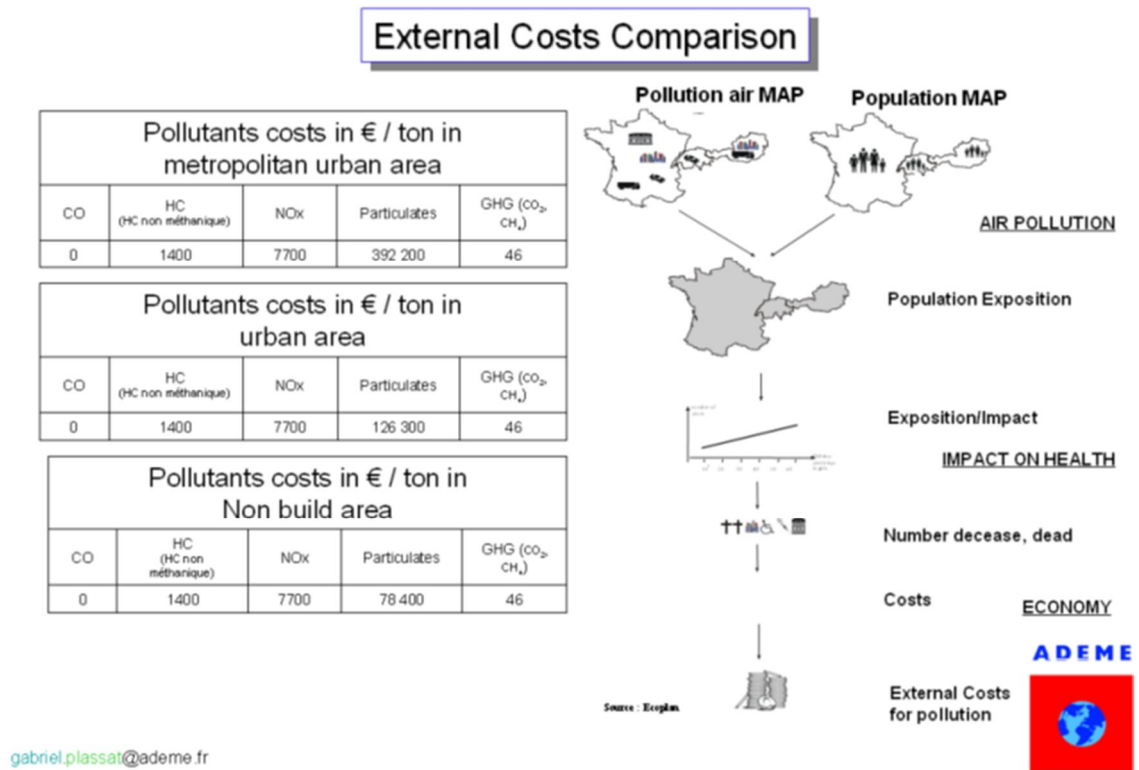 External Costs Comparison
Pollutants costs in € / ton in
metropolitan urban area
CO
HC
(HC non méthanique)
NOx
Particulates
GHG (CO₂,
CH₄)
0
1400
7700
392 200
46
Pollutants costs in € / ton in
urban area
CO
HC
(HC non méthanique)
NOx
Particulates
GHG (CO₂,
CH₄)
0
1400
7700
126 300
46
Pollutants costs in € / ton in
Non build area
CO
HC
(HC non
méthanique)
NOx
Particulates
GHG (CO₂,
CH₄)
0
1400
7700
78 400
46
Pollution air MAP
Population MAP
AIR POLLUTION
Population Exposition
Exposition/Impact
IMPACT ON HEALTH
Number decease, dead
Costs
ECONOMY
External Costs
for pollution
Source : Ecoplan
ADEME
gabriel.plassat@ademe.fr